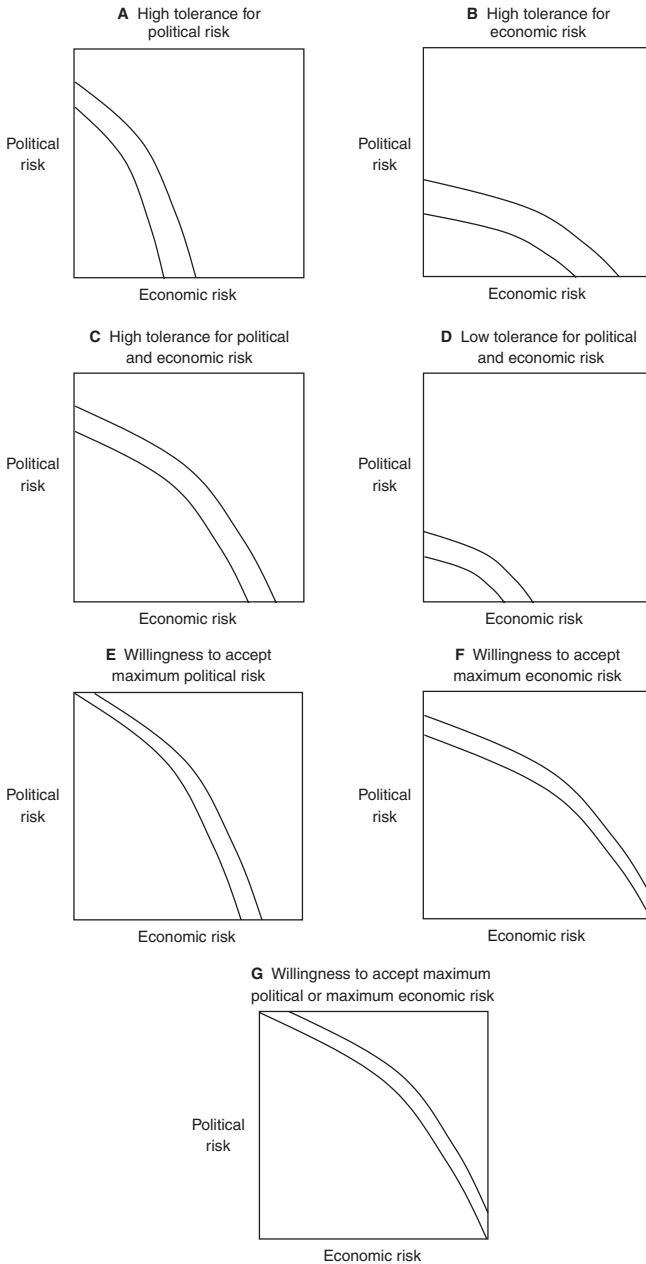 A High tolerance for
political risk
Political
risk
Economic risk
B High tolerance for
economic risk
Political
risk
Economic risk
C High tolerance for political
and economic risk
Political
risk
Economic risk
D Low tolerance for political
and economic risk
Political
risk
Economic risk
E Willingness to accept
maximum political risk
Political
risk
Economic risk
F Willingness to accept
maximum economic risk
Political
risk
Economic risk
G Willingness to accept maximum
political or maximum economic risk
Political
risk
Economic risk